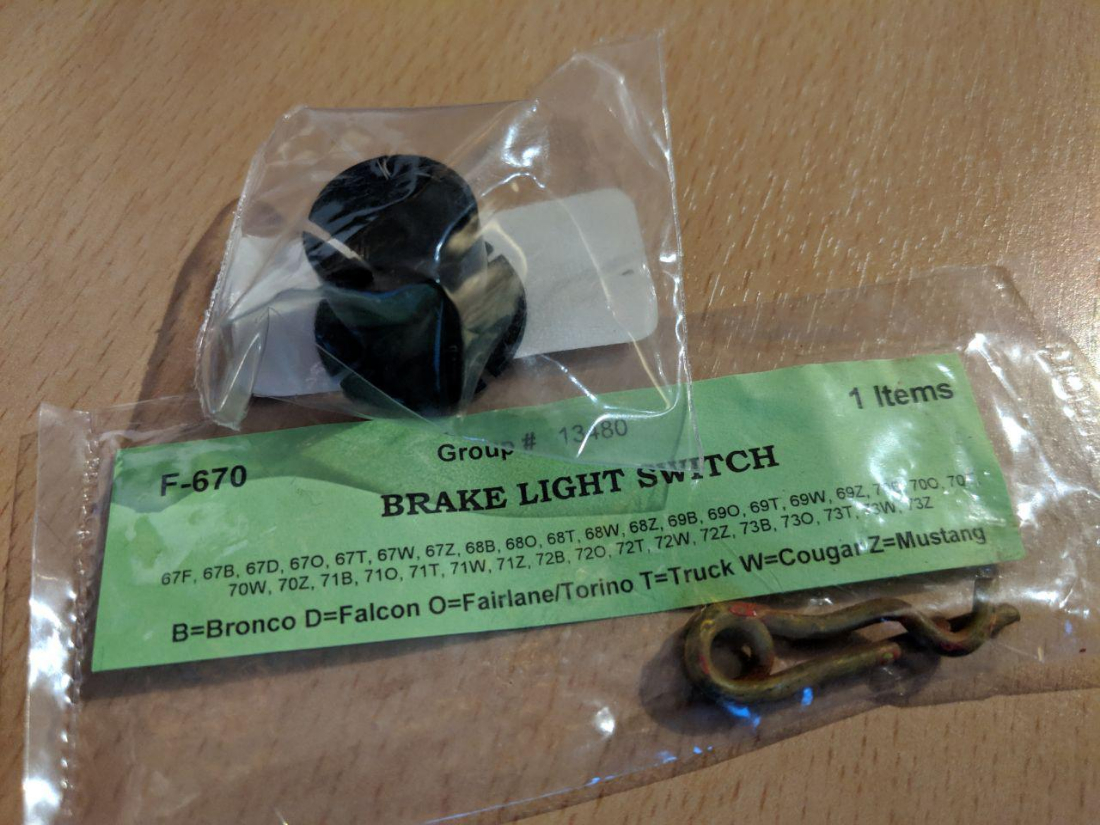 1 Items
F-670
Group # 13480
BRAKE LIGHT SWITCH
67F, 67B, 67D, 67O, 67T, 67W, 67Z, 68B, 68O, 68T, 68W, 68Z, 69B, 69O, 69T, 69W, 69Z, 70O,
70W, 70Z, 71B, 71O, 71T, 71W, 71Z, 72B, 72O, 72T, 72W, 72Z, 73B, 73O, 73T, 73W, 73Z
B=Bronco D=Falcon O=Fairlane/Torino T=Truck W=Cougar Z=Mustang